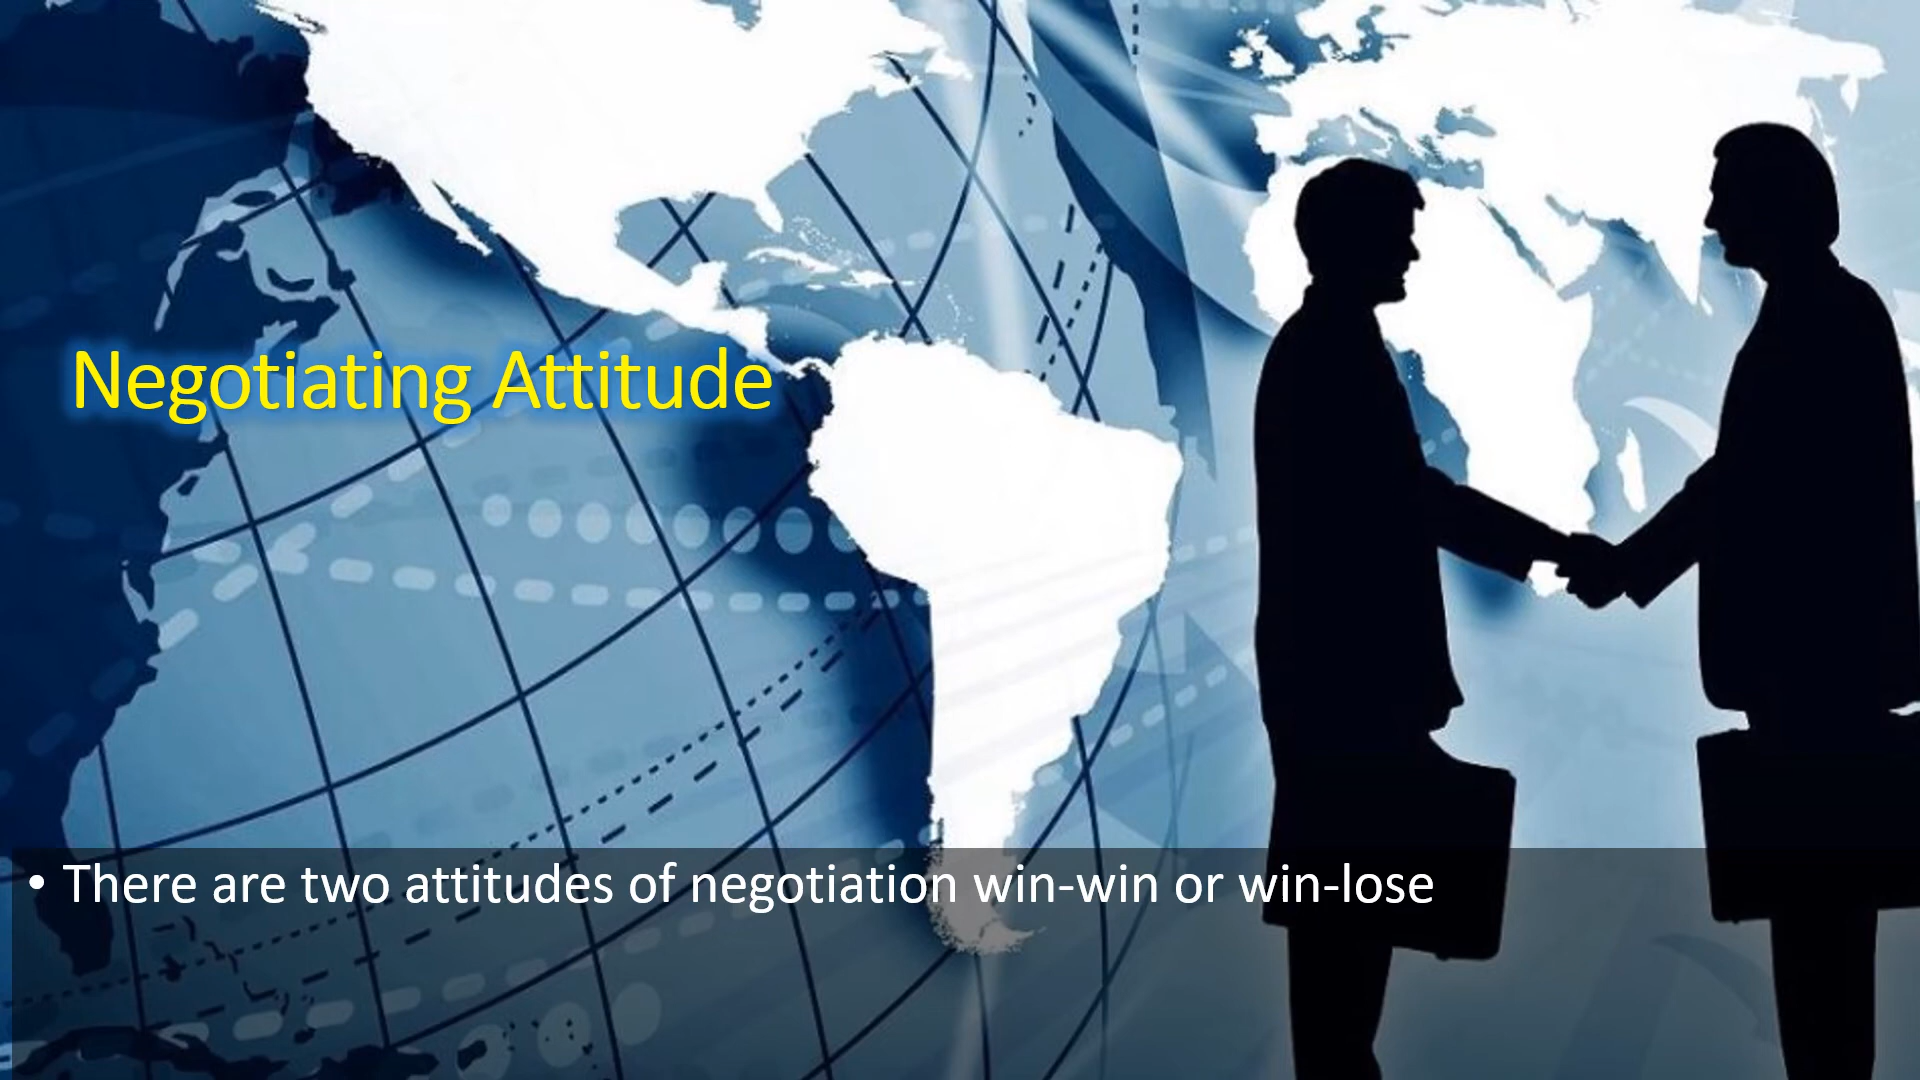 Negotiating Attitude
• There are two attitudes of negotiation win-win or win-lose